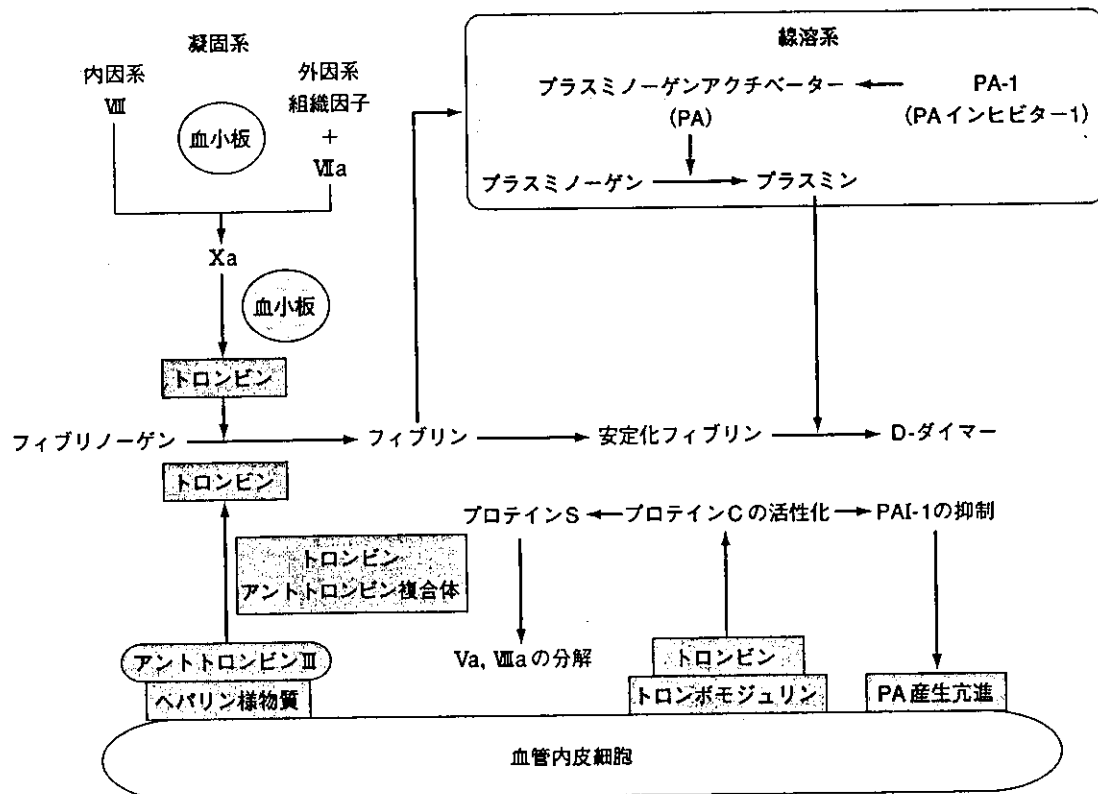 凝固系
内因系
Ⅷ
外因系
組織因子
+
Ⅶa
血小板
Ⅹa
血小板
トロンビン
線溶系
プラスミノーゲンアクチベーター
(PA)
PA-1
(PAインヒビター1)
プラスミノーゲン
プラスミン
フィブリノーゲン
フィブリン
安定化フィブリン
D-ダイマー
トロンビン
トロンビン
アントトロンビン複合体
アントトロンビンⅢ
ヘパリン様物質
プロテインS
プロテインCの活性化
PAI-1の抑制
Va, Ⅷaの分解
トロンビン
トロンボモジュリン
PA産生亢進
血管内皮細胞